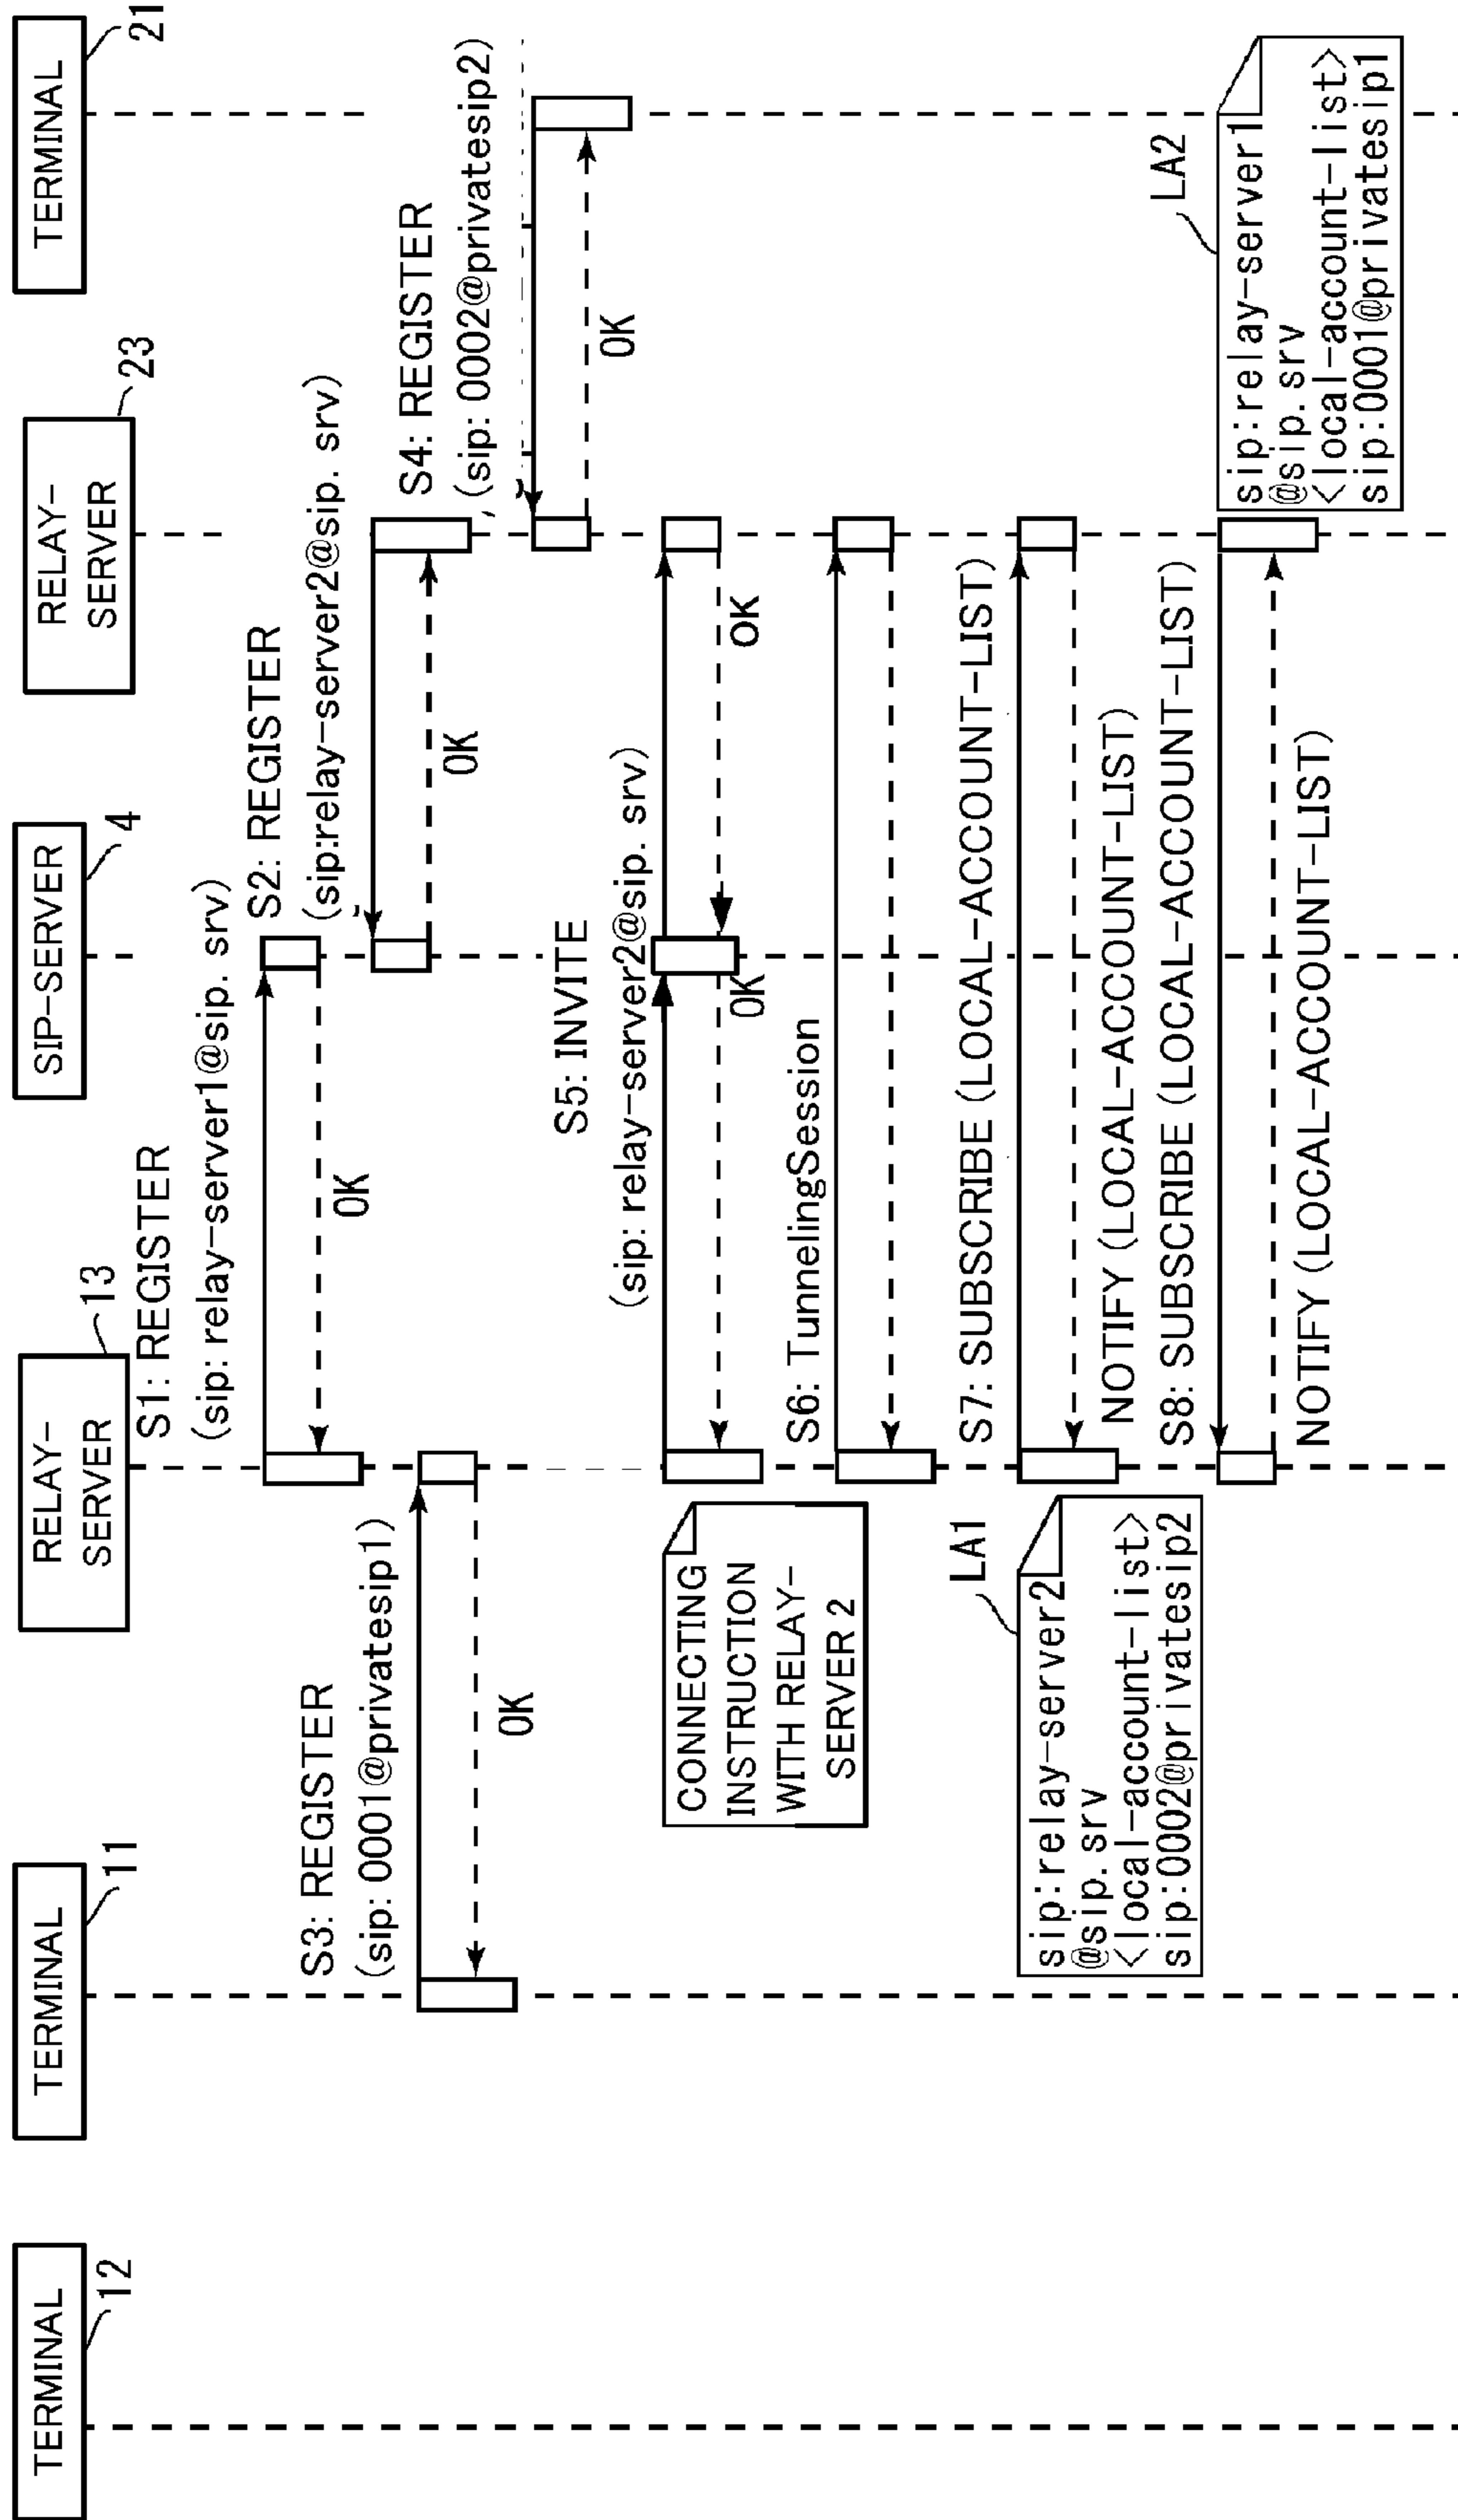 TERMINAL
12
TERMINAL
11
RELAY-
SERVER
13
SIP-SERVER
4
RELAY-
SERVER
23
TERMINAL
21
S1: REGISTER
(sip: relay-server1@sip. srv)
OK
S2: REGISTER
(sip:relay-server2@sip. srv)
OK
S3: REGISTER
(sip: 0001@privatesip1)
OK
S4: REGISTER
(sip: 0002@privatesip2)
OK
CONNECTING
INSTRUCTION
WITH RELAY-
SERVER 2
S5: INVITE
(sip: relay-server2@sip. srv)
OK
OK
S6: TunnelingSession
S7: SUBSCRIBE (LOCAL-ACCOUNT-LIST)
NOTIFY (LOCAL-ACCOUNT-LIST)
LA1
sip:relay-server2
@sip.srv
<local-account-list>
sip:0002@privatesip2
S8: SUBSCRIBE (LOCAL-ACCOUNT-LIST)
NOTIFY (LOCAL-ACCOUNT-LIST)
LA2
sip:relay-server1
@sip.srv
<local-account-list>
sip:0001@privatesip1